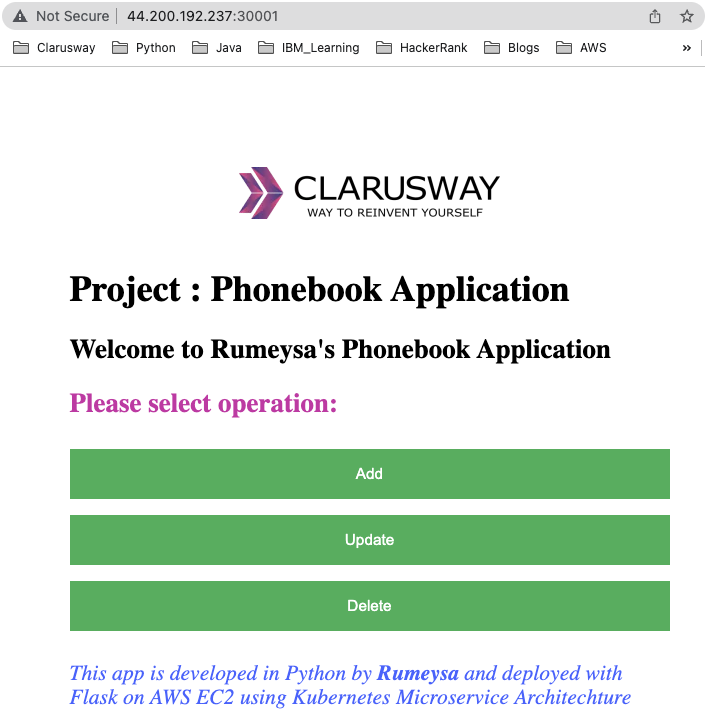 Not Secure 44.200.192.237:30001
Clarusway Python Java IBM_Learning HackerRank Blogs AWS »
CLARUSWAY
WAY TO REINVENT YOURSELF
Project : Phonebook Application
Welcome to Rumeysa's Phonebook Application
Please select operation:
Add
Update
Delete
This app is developed in Python by Rumeysa and deployed with
Flask on AWS EC2 using Kubernetes Microservice Architechture